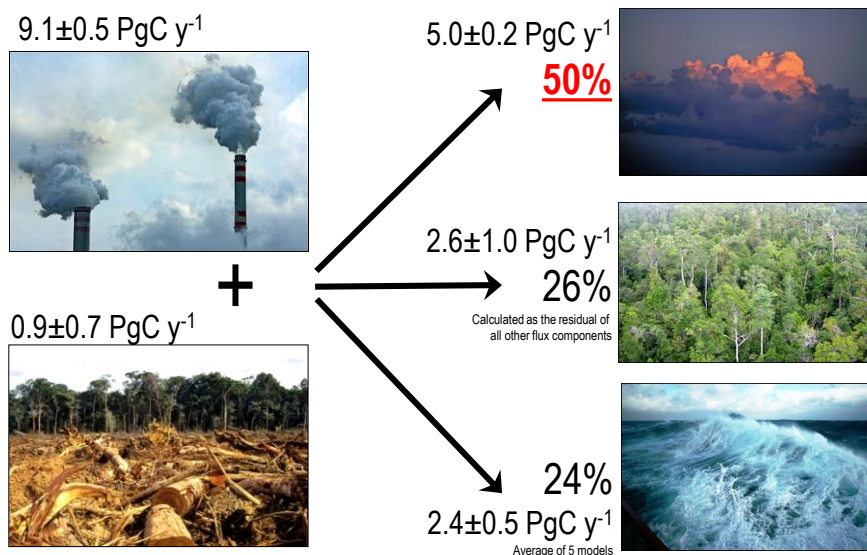 9.1±0.5 PgC y-1
5.0±0.2 PgC y-1
50%
+
2.6±1.0 PgC y-1
26%
Calculated as the residual of
all other flux components
0.9±0.7 PgC y-1
24%
2.4±0.5 PgC y-1
Average of 5 models